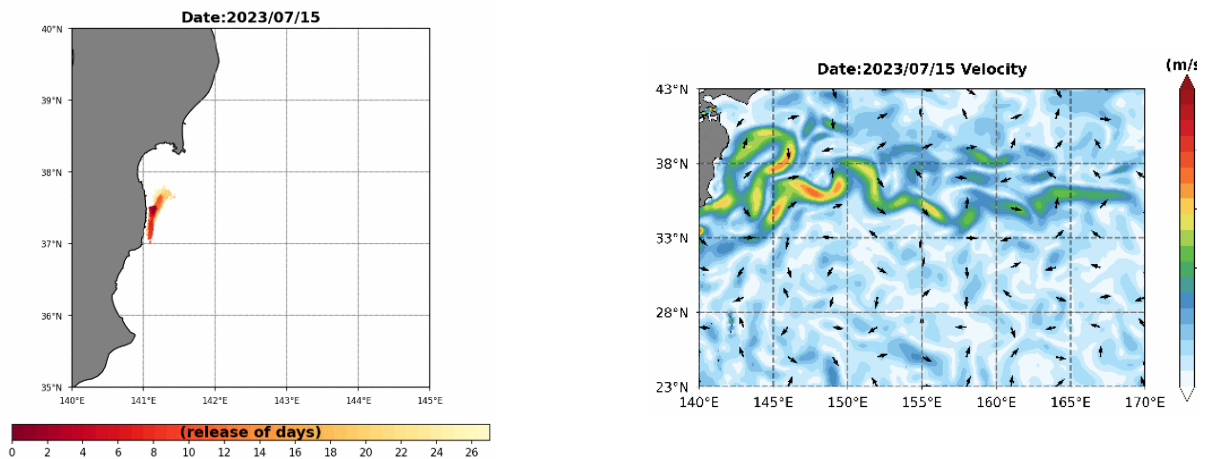 Date:2023/07/15
40°N
39°N
38°N
37°N
36°N
35°N
140°E 141°E 142°E 143°E 144°E 145°E
(release of days)
0 2 4 6 8 10 12 14 16 18 20 22 24 26
Date:2023/07/15 Velocity
(m/s
43°N
38°N
33°N
28°N
23°N
140°E 145°E 150°E 155°E 160°E 165°E 170°E